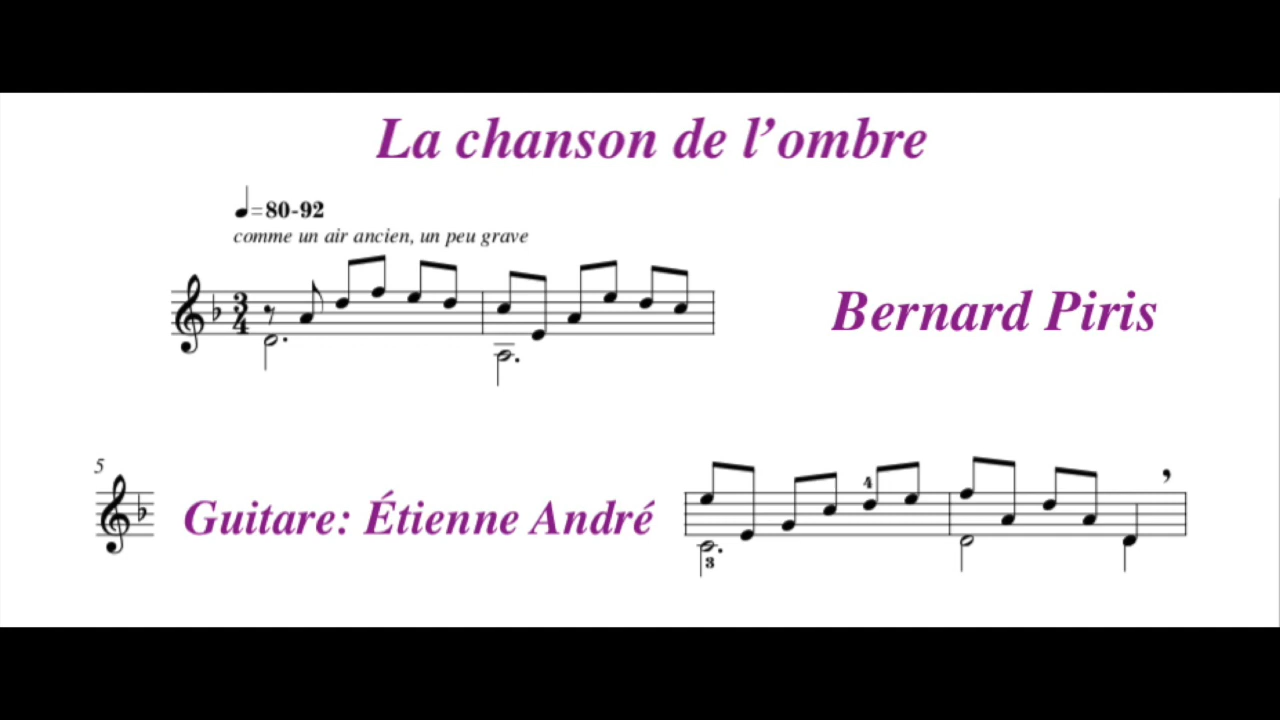 La chanson de l’ombre
♩=80-92
comme un air ancien, un peu grave
3
4
Bernard Piris
5
Guitare: Étienne André
4
3